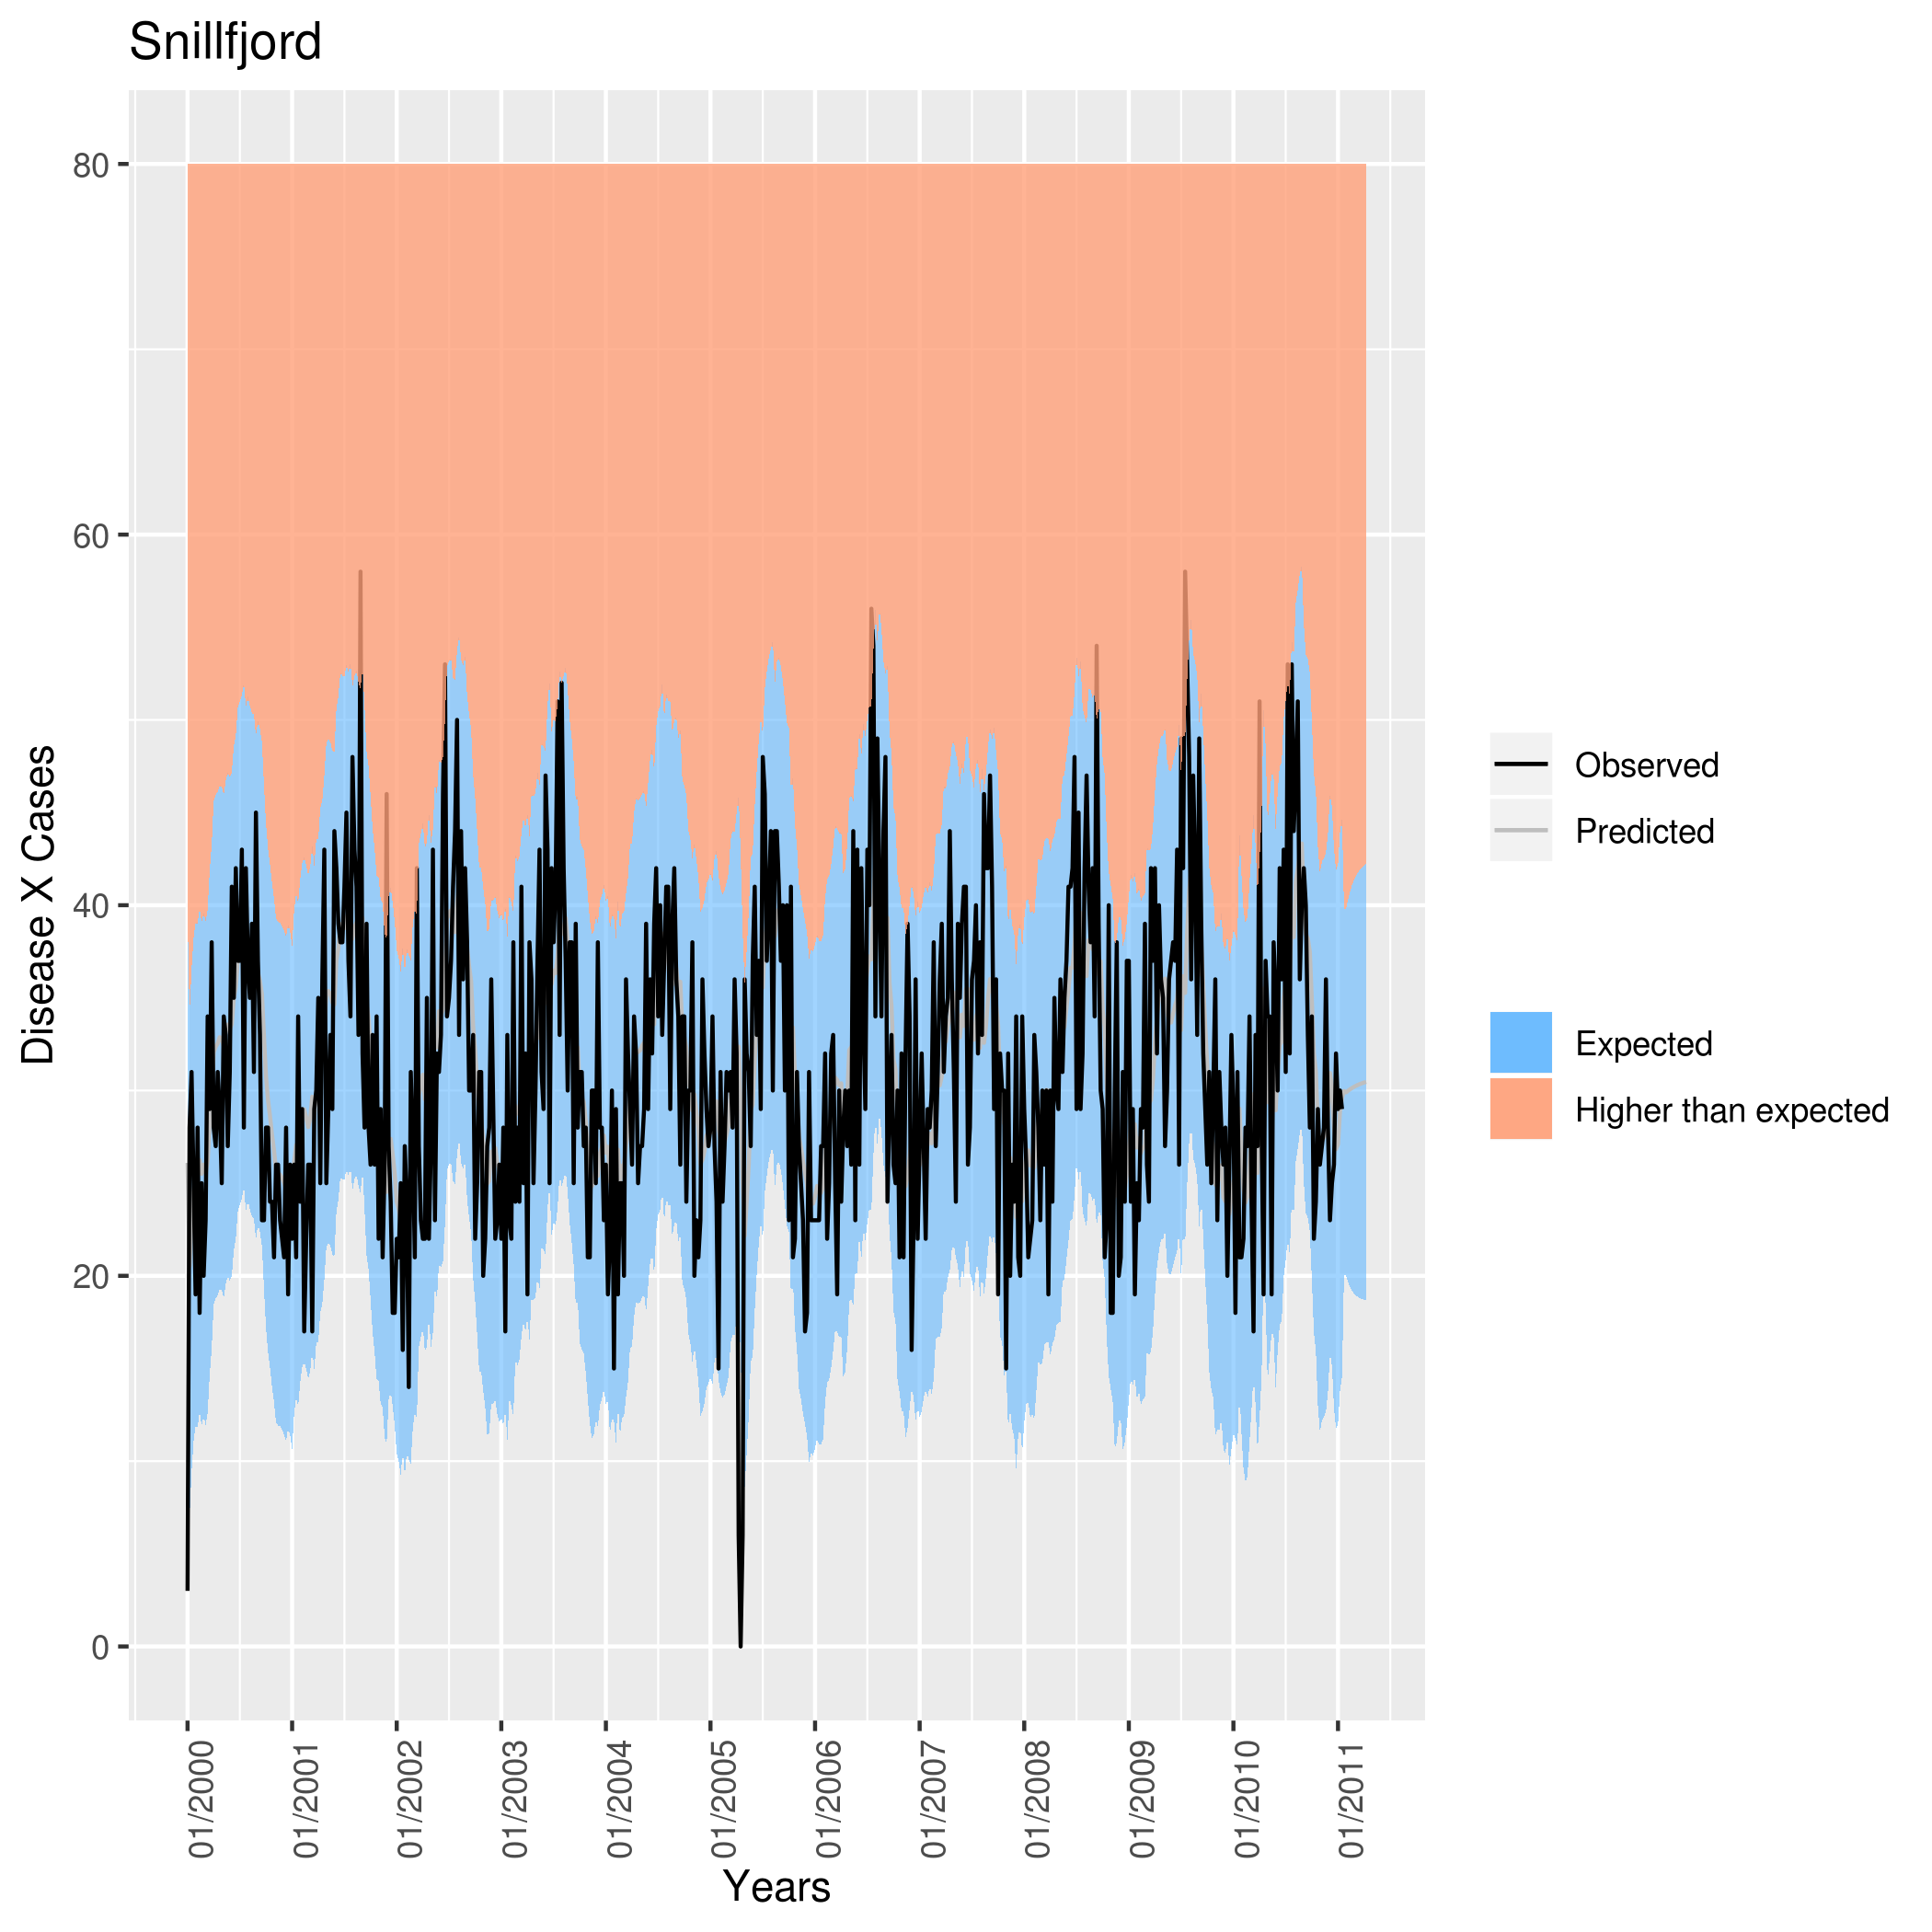 Snillfjord
Disease X Cases
80
60
40
20
0
01/2000
01/2001
01/2002
01/2003
01/2004
01/2005
01/2006
01/2007
01/2008
01/2009
01/2010
01/2011
Years
Observed
Predicted
Expected
Higher than expected